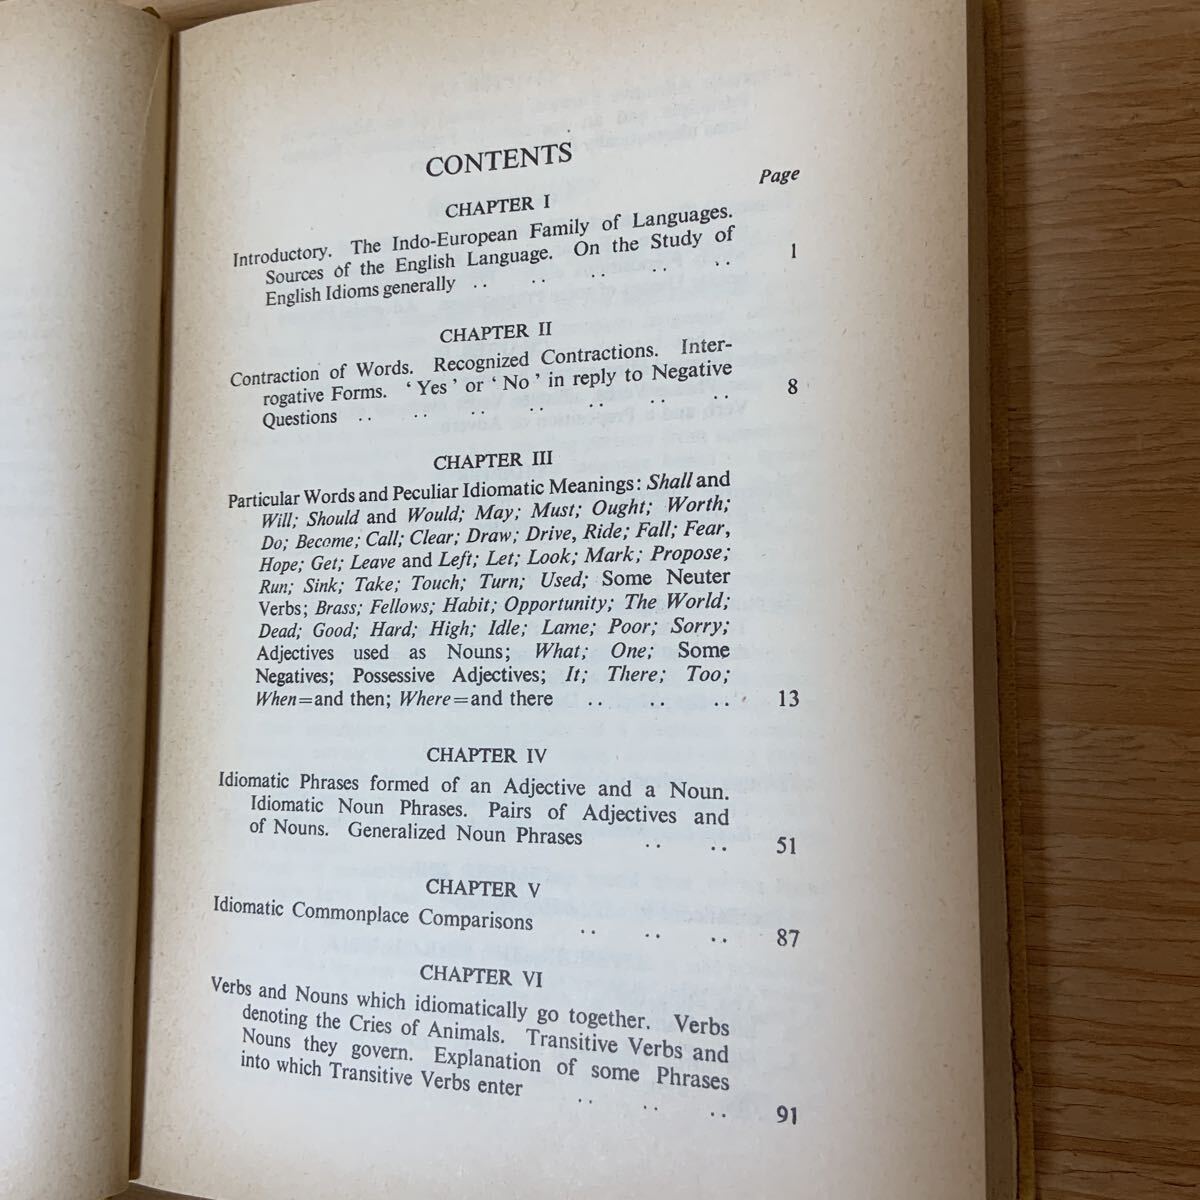 CONTENTS
Page
CHAPTER I
Introductory. The Indo-European Family of Languages.
Sources of the English Language. On the Study of
English Idioms generally .. .. .. .. .. 1
CHAPTER II
Contraction of Words. Recognized Contractions. Inter-
rogative Forms. ‘ Yes ’ or ‘ No ’ in reply to Negative
Questions .. .. .. .. .. .. .. 8
CHAPTER III
Particular Words and Peculiar Idiomatic Meanings: Shall and
Will; Should and Would; May; Must; Ought; Worth;
Do; Become; Call; Clear; Draw; Drive, Ride; Fall; Fear,
Hope; Get; Leave and Left; Let; Look; Mark; Propose;
Run; Sink; Take; Touch; Turn; Used; Some Neuter
Verbs; Brass; Fellows; Habit; Opportunity; The World;
Dead; Good; Hard; High; Idle; Lame; Poor; Sorry;
Adjectives used as Nouns; What; One; Some
Negatives; Possessive Adjectives; It; There; Too;
When=and then; Where=and there .. .. .. 13
CHAPTER IV
Idiomatic Phrases formed of an Adjective and a Noun.
Idiomatic Noun Phrases. Pairs of Adjectives and
of Nouns. Generalized Noun Phrases .. .. 51
CHAPTER V
Idiomatic Commonplace Comparisons .. .. .. 87
CHAPTER VI
Verbs and Nouns which idiomatically go together. Verbs
denoting the Cries of Animals. Transitive Verbs and
Nouns they govern. Explanation of some Phrases
into which Transitive Verbs enter .. .. .. 91